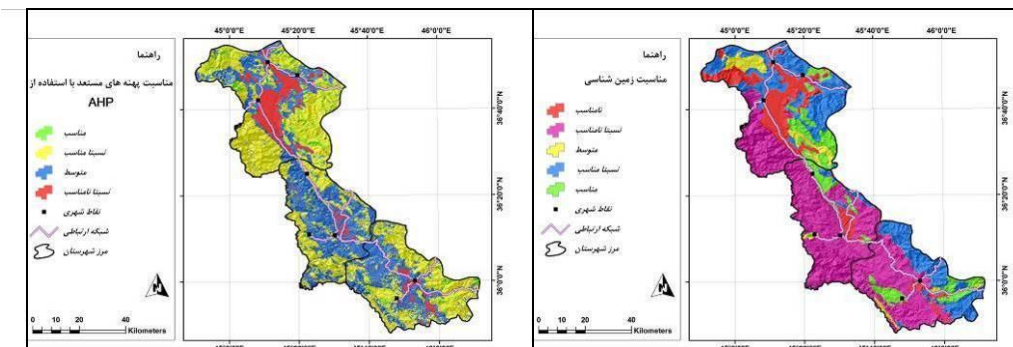 45°0'0"E 45°20'0"E 45°40'0"E 46°0'0"E
راهنما
مناسبت پهنه های مستعد با استفاده از
AHP
مناسب
نسبتا مناسب
متوسط
نسبتا نامناسب
نقاط شهری
شبکه ارتباطی
مرز شهرستان
N
0 10 20 40
Kilometers
36°40'0"N
36°20'0"N
36°0'0"N
45°0'0"E 45°20'0"E 45°40'0"E 46°0'0"E
راهنما
مناسبت زمین شناسی
نامناسب
نسبتا نامناسب
متوسط
نسبتا مناسب
مناسب
نقاط شهری
شبکه ارتباطی
مرز شهرستان
N
0 10 20 40
Kilometers
36°40'0"N
36°20'0"N
36°0'0"N